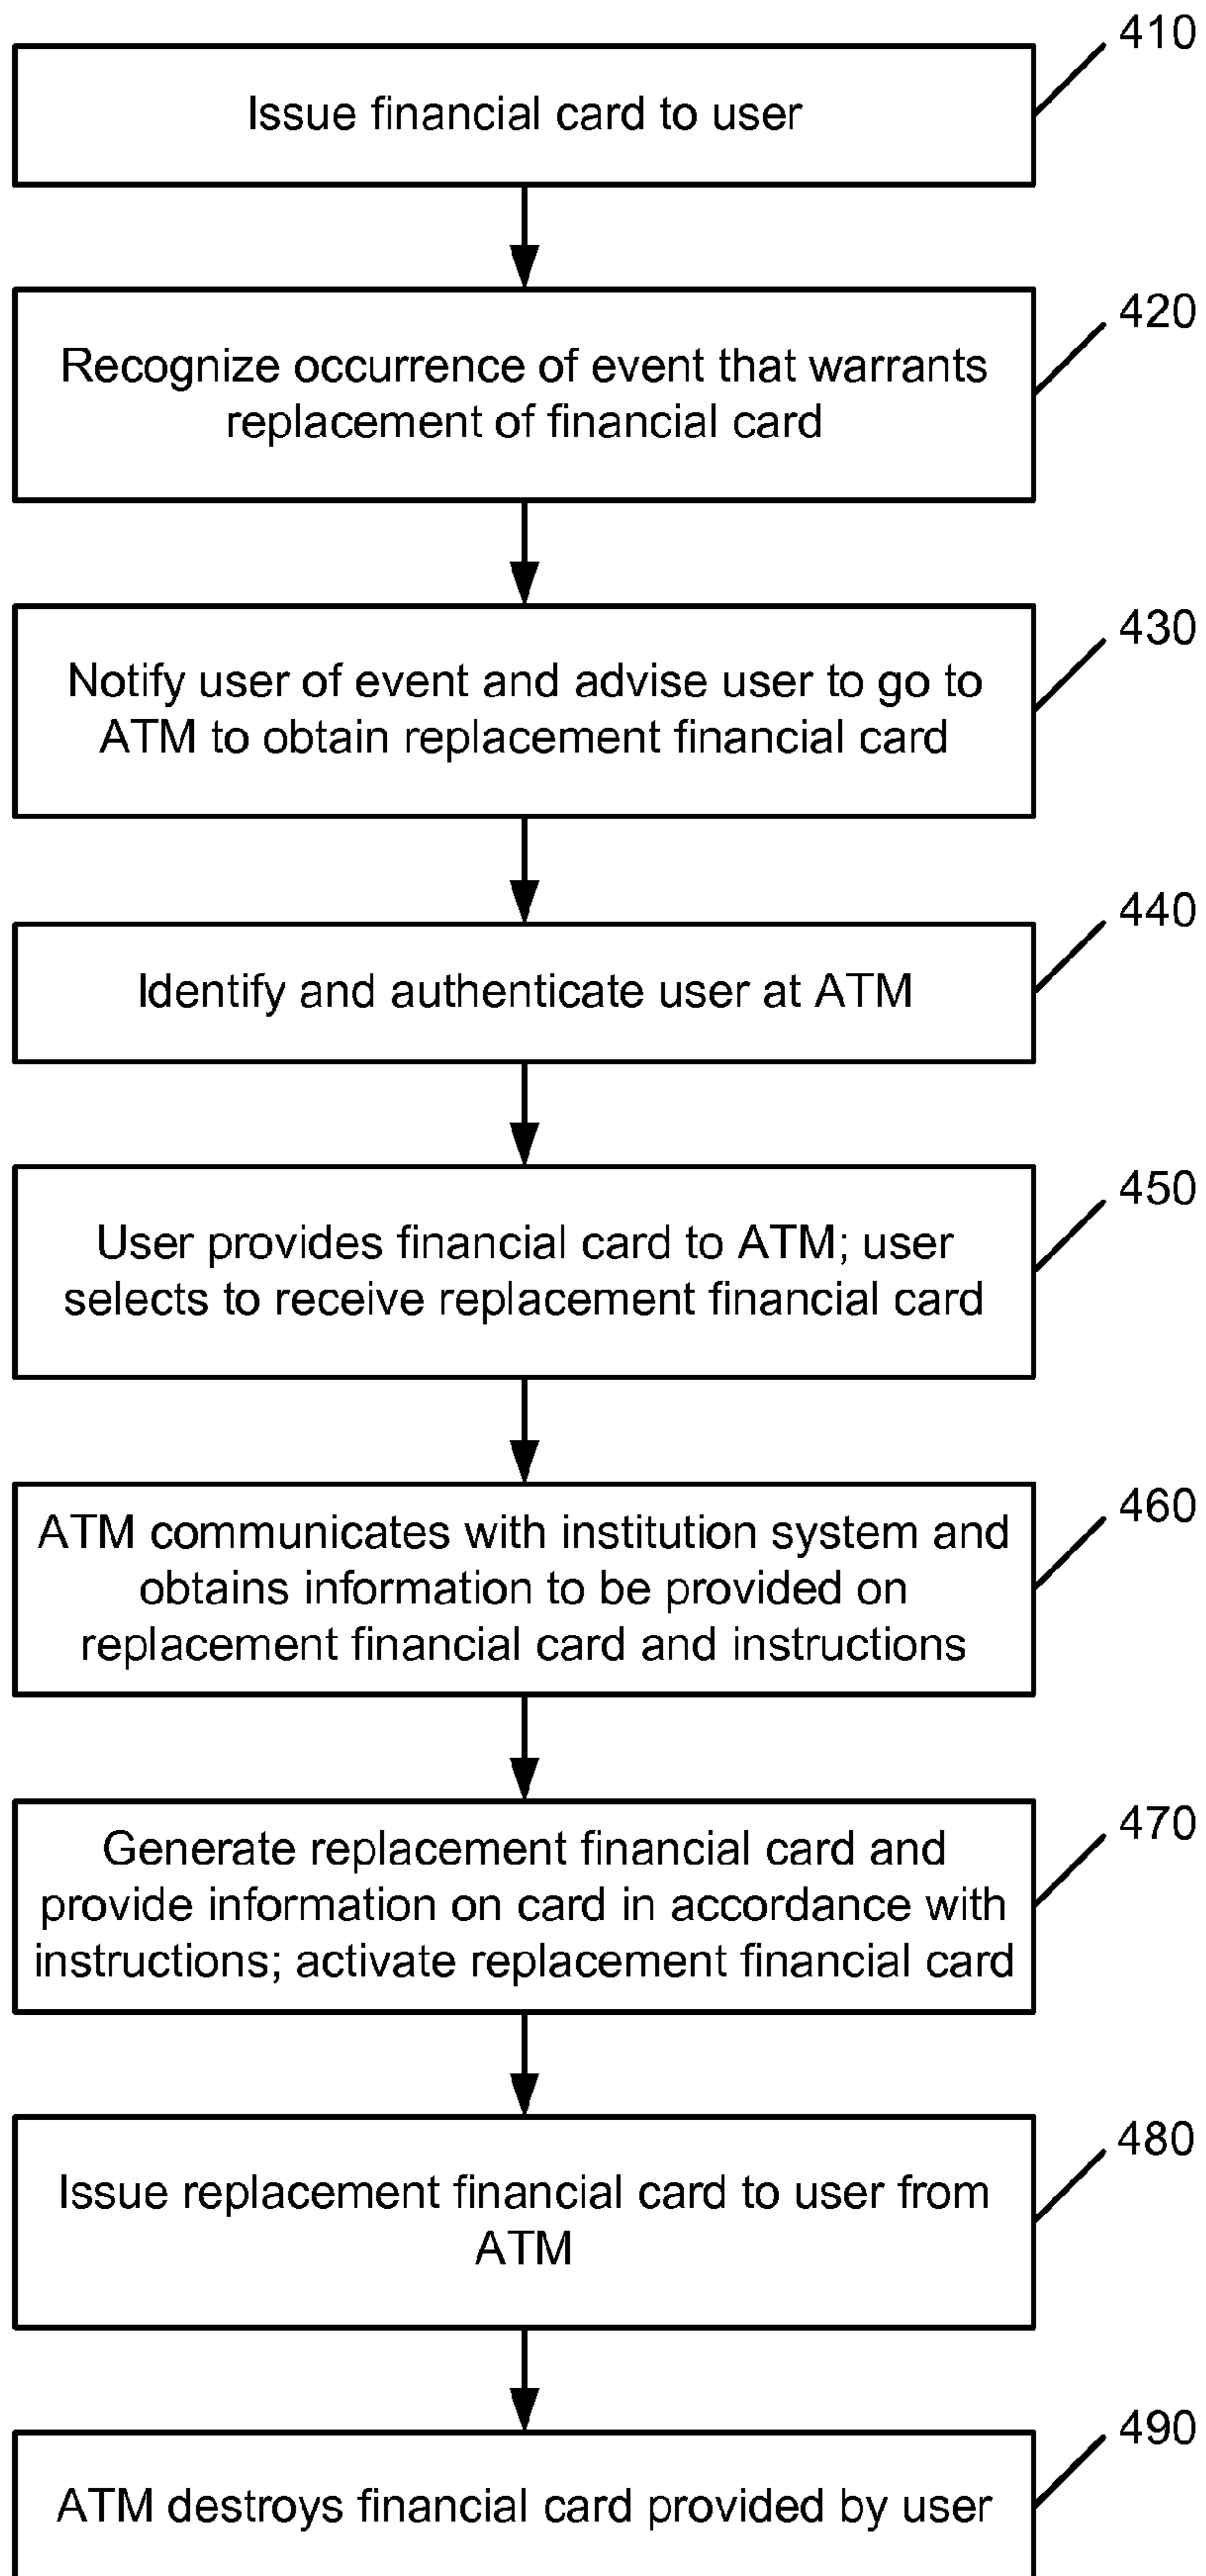 410
Issue financial card to user
420
Recognize occurrence of event that warrants
replacement of financial card
430
Notify user of event and advise user to go to
ATM to obtain replacement financial card
440
Identify and authenticate user at ATM
450
User provides financial card to ATM; user
selects to receive replacement financial card
460
ATM communicates with institution system and
obtains information to be provided on
replacement financial card and instructions
470
Generate replacement financial card and
provide information on card in accordance with
instructions; activate replacement financial card
480
Issue replacement financial card to user from
ATM
490
ATM destroys financial card provided by user